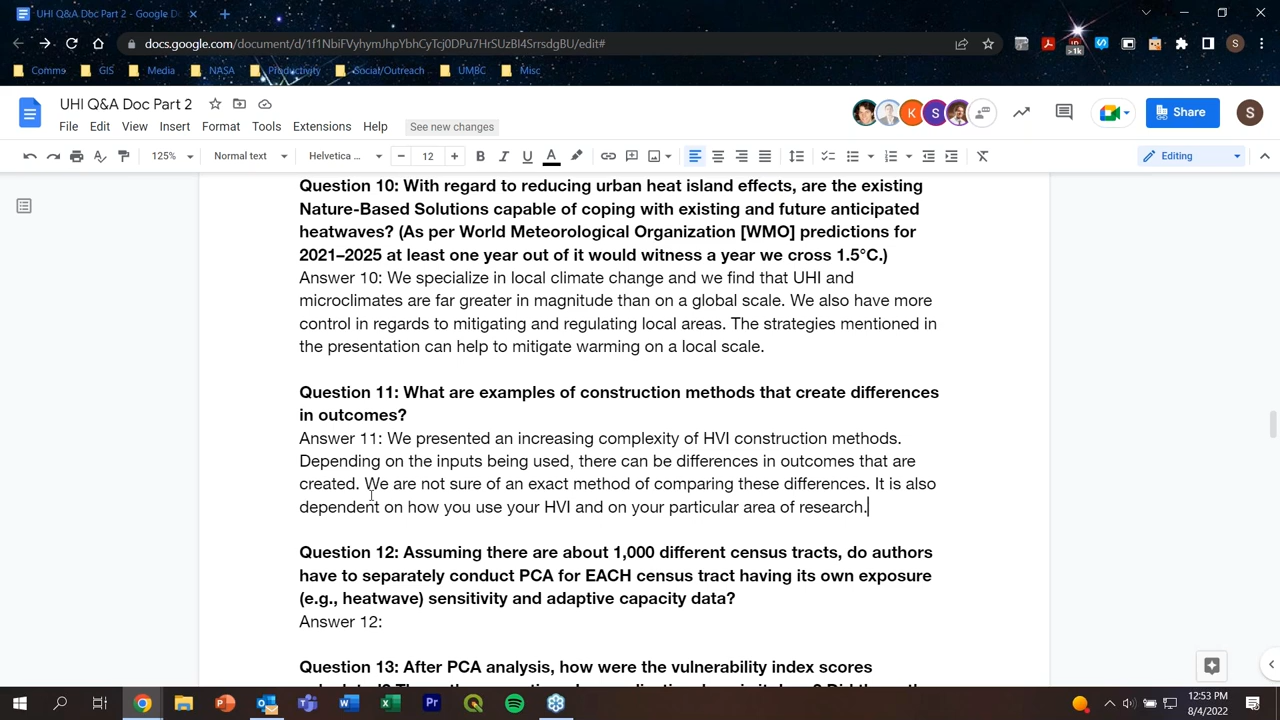 UHI Q&A Doc Part 2 - Google Do
docs.google.com/document/d/1f1NbiFVyhymJhpYbhCyTcj0DPu7HrSUzBI4SrrsdgBU/edit#
S
>1k
Comms GIS Media NASA Productivity Social/Outreach UMBC Misc
UHI Q&A Doc Part 2
K S Share S
File Edit View Insert Format Tools Extensions Help See new changes
125% Normal text Helvetica ... 12 B I U A Editing
Question 10: With regard to reducing urban heat island effects, are the existing
Nature-Based Solutions capable of coping with existing and future anticipated
heatwaves? (As per World Meteorological Organization [WMO] predictions for
2021–2025 at least one year out of it would witness a year we cross 1.5°C.)
Answer 10: We specialize in local climate change and we find that UHI and
microclimates are far greater in magnitude than on a global scale. We also have more
control in regards to mitigating and regulating local areas. The strategies mentioned in
the presentation can help to mitigate warming on a local scale.
Question 11: What are examples of construction methods that create differences
in outcomes?
Answer 11: We presented an increasing complexity of HVI construction methods.
Depending on the inputs being used, there can be differences in outcomes that are
created. We are not sure of an exact method of comparing these differences. It is also
dependent on how you use your HVI and on your particular area of research.
Question 12: Assuming there are about 1,000 different census tracts, do authors
have to separately conduct PCA for EACH census tract having its own exposure
(e.g., heatwave) sensitivity and adaptive capacity data?
Answer 12:
Question 13: After PCA analysis, how were the vulnerability index scores
12:53 PM
8/4/2022